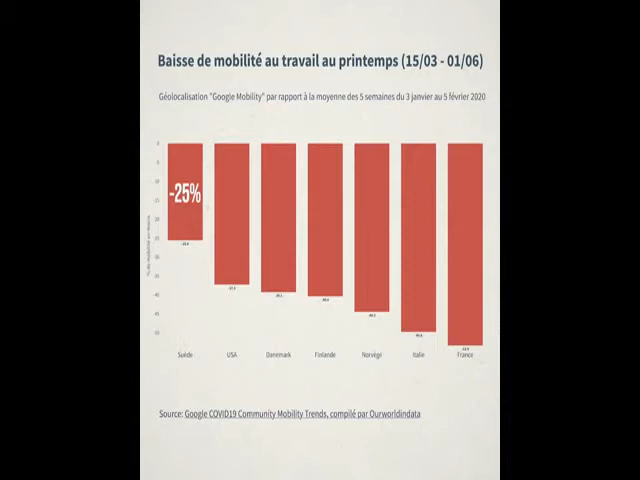 Baisse de mobilité au travail au printemps (15/03 - 01/06)
Géolocalisation "Google Mobility" par rapport à la moyenne des 5 semaines du 3 janvier au 5 février 2020
-25%
Suède USA Danemark Finlande Norvège Italie France
Source: Google COVID19 Community Mobility Trends, compilé par Ourworldindata